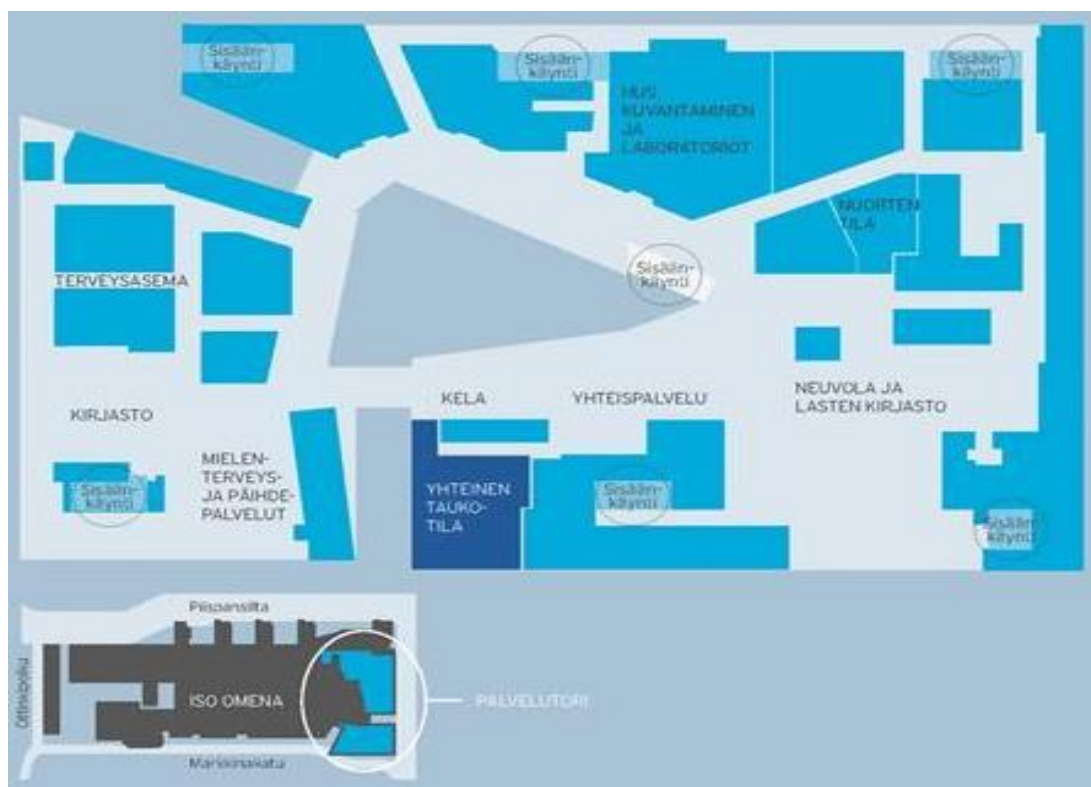 Sisään-
käynti
Sisään-
käynti
Sisään-
käynti
HUS
KUVANTAMINEN
JA
LABORATORIOT
NUORTEN
TILA
Sisään-
käynti
TERVEYSASEMA
KELA
YHTEISPALVELU
NEUVOLA JA
LASTEN KIRJASTO
KIRJASTO
MIELEN-
TERVEYS-
JA PÄIHDE-
PALVELUT
Sisään-
käynti
YHTEINEN
TAUKO-
TILA
Sisään-
käynti
Sisään-
käynti
Piispansilta
ISO OMENA
PALVELUTORI
Markkinakatu